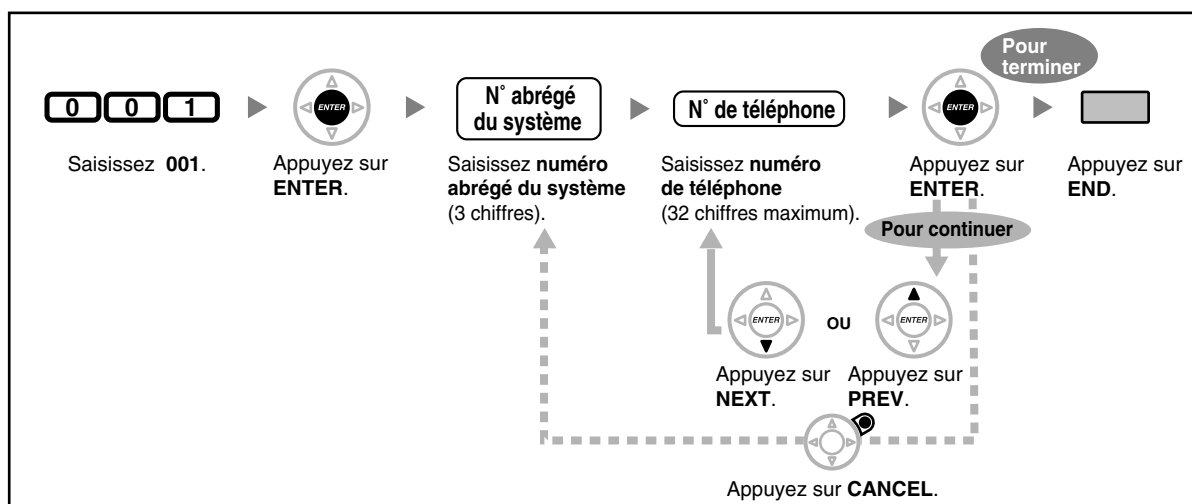 Pour
terminer
0 0 1
ENTER
N° abrégé
du système
N° de téléphone
ENTER
Saisissez 001.
Appuyez sur
ENTER.
Saisissez numéro
abrégé du système
(3 chiffres).
Saisissez numéro
de téléphone
(32 chiffres maximum).
Appuyez sur
ENTER.
Appuyez sur
END.
Pour continuer
ENTER
OU
ENTER
Appuyez sur
NEXT.
Appuyez sur
PREV.
Appuyez sur CANCEL.